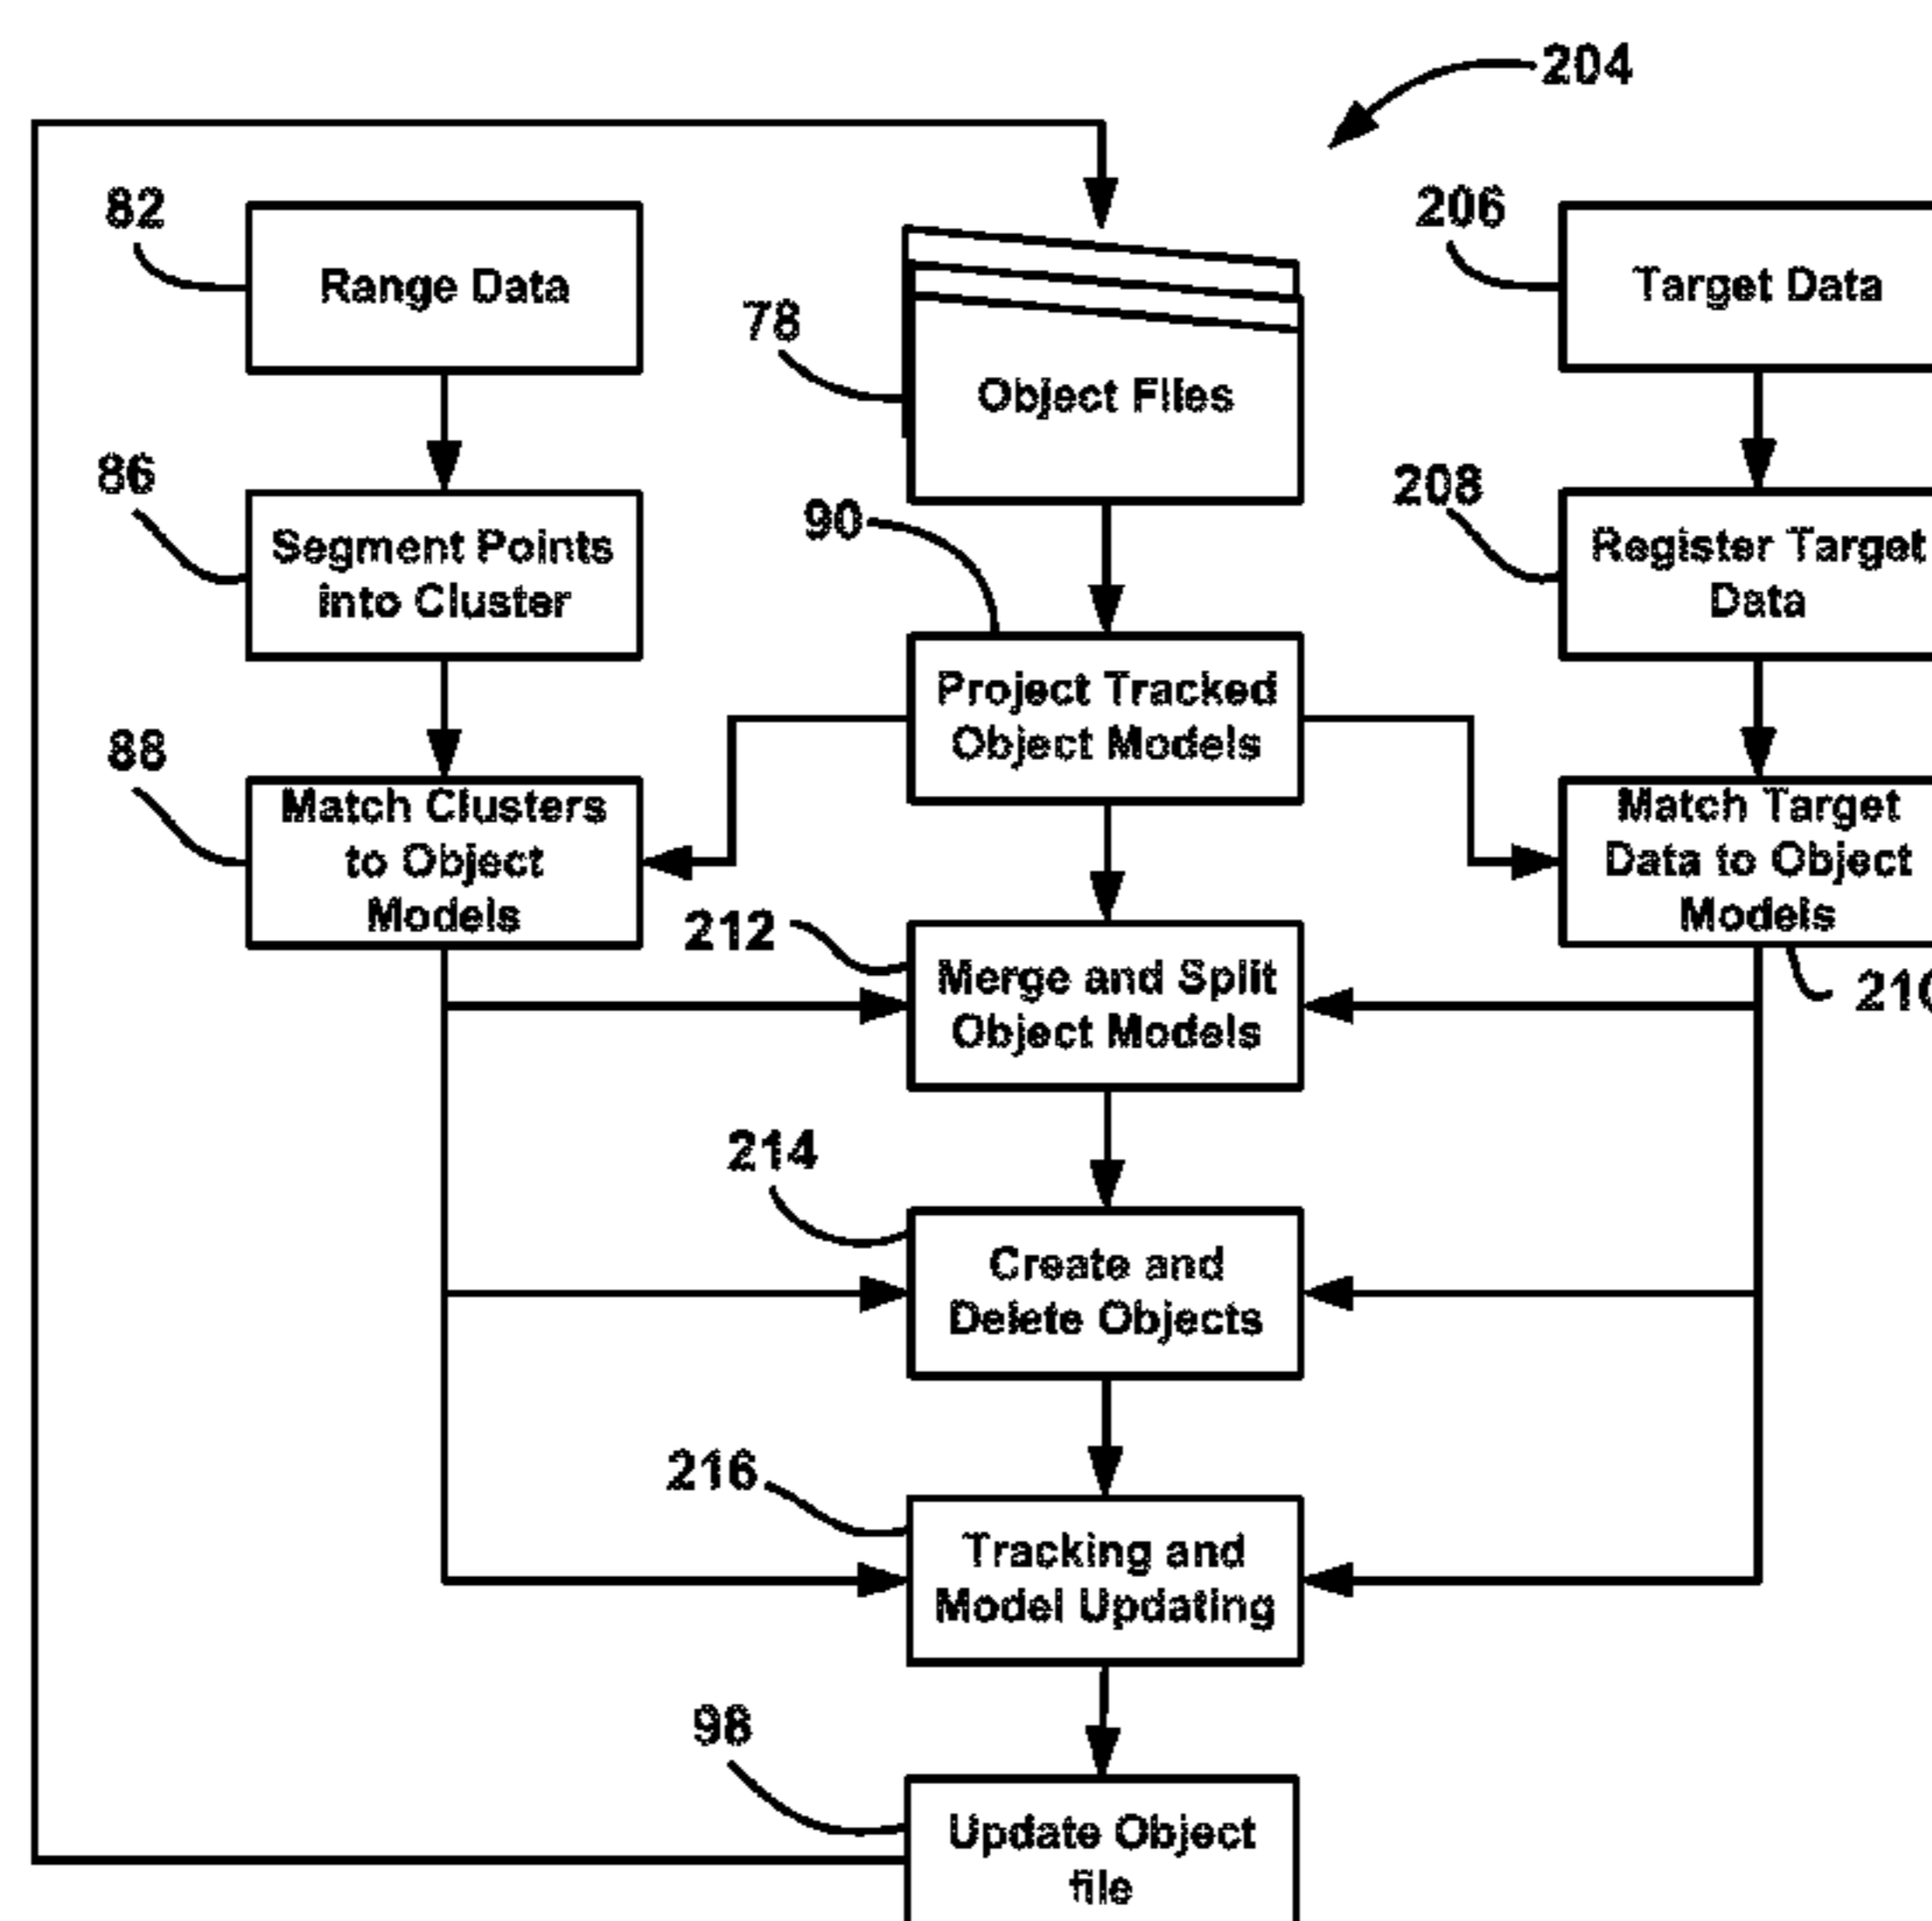 204
82
Range Data
206
Target Data
78
Object Files
86
Segment Points
into Cluster
90
208
Register Target
Data
Project Tracked
Object Models
88
Match Clusters
to Object
Models
Match Target
Data to Object
Models
212
Merge and Split
Object Models
210
214
Create and
Delete Objects
216
Tracking and
Model Updating
98
Update Object
file